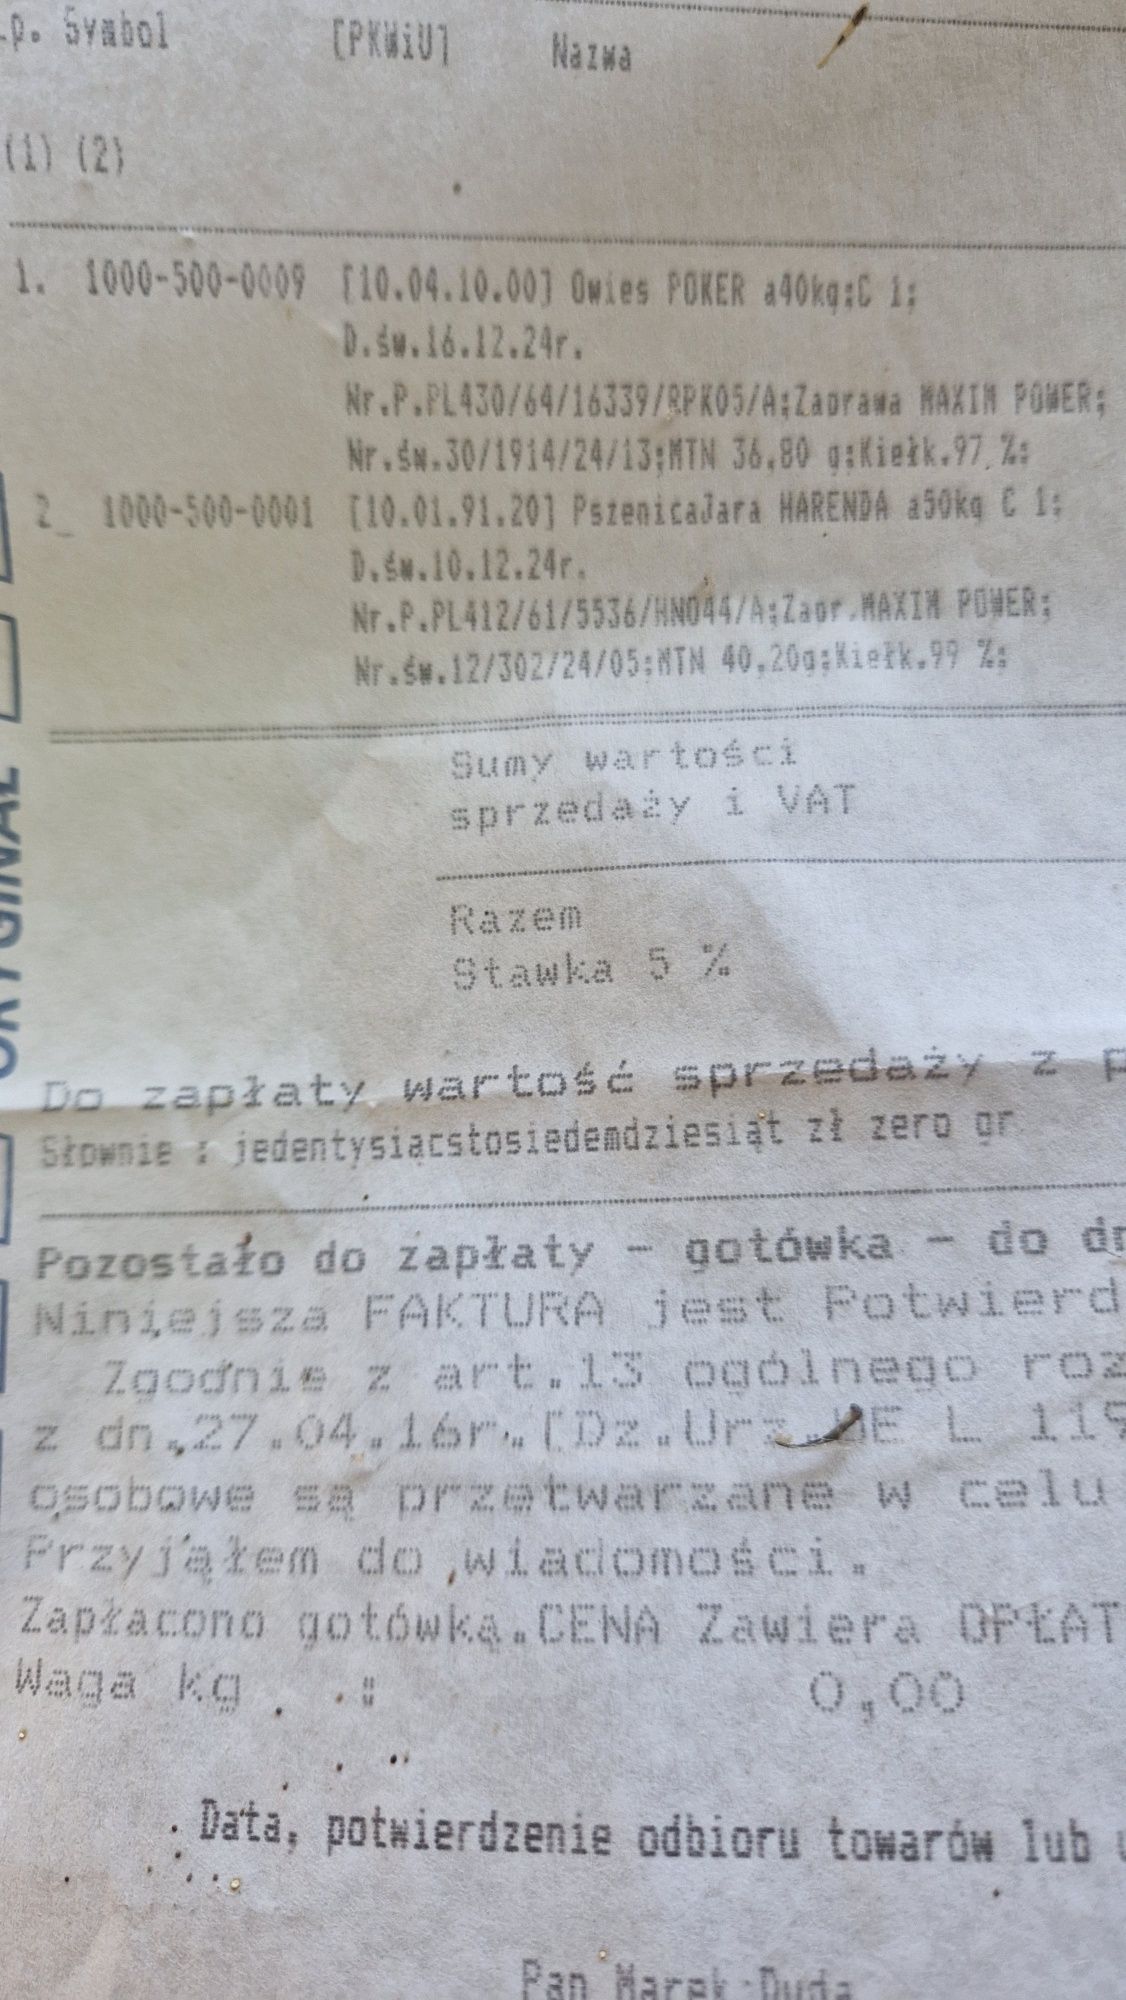 Lp. Symbol [PKWiU] Nazwa
(1) (2)
1. 1000-500-0009 [10.04.10.00] Owies POKER a40kg;C 1;
D.św.16.12.24r.
Nr.P.PL430/64/16339/RPK05/A;Zaprawa MAXIM POWER;
Nr.św.30/1914/24/13;MTN 36,80 g;Kiełk.97 %;
2_ 1000-500-0001 [10.01.91.20] PszenicaJara HARENDA a50kg C 1;
D.św.10.12.24r.
Nr.P.PL412/61/5536/HNO44/A;Zapr.MAXIM POWER;
Nr.św.12/302/24/05;MTN 40,20g;Kiełk.99 %;
ORYGINAŁ
Sumy wartości
sprzedaży i VAT
Razem
Stawka 5 %
Do zapłaty wartość sprzedaży z p
Słownie : jedentysiącstosiedemdziesiąt zł zero gr
Pozostało do zapłaty - gotówka - do dn
Niniejsza FAKTURA jest Potwierd
Zgodnie z art.13 ogólnego roz
z dn.27.04.16r.(Dz.Urz.UE L 119
osobowe są przetwarzane w celu
Przyjąłem do wiadomości.
Zapłacono gotówką.CENA Zawiera OPŁAT
Waga kg : 0,00
Data, potwierdzenie odbioru towarów lub
Pan Marek Duda